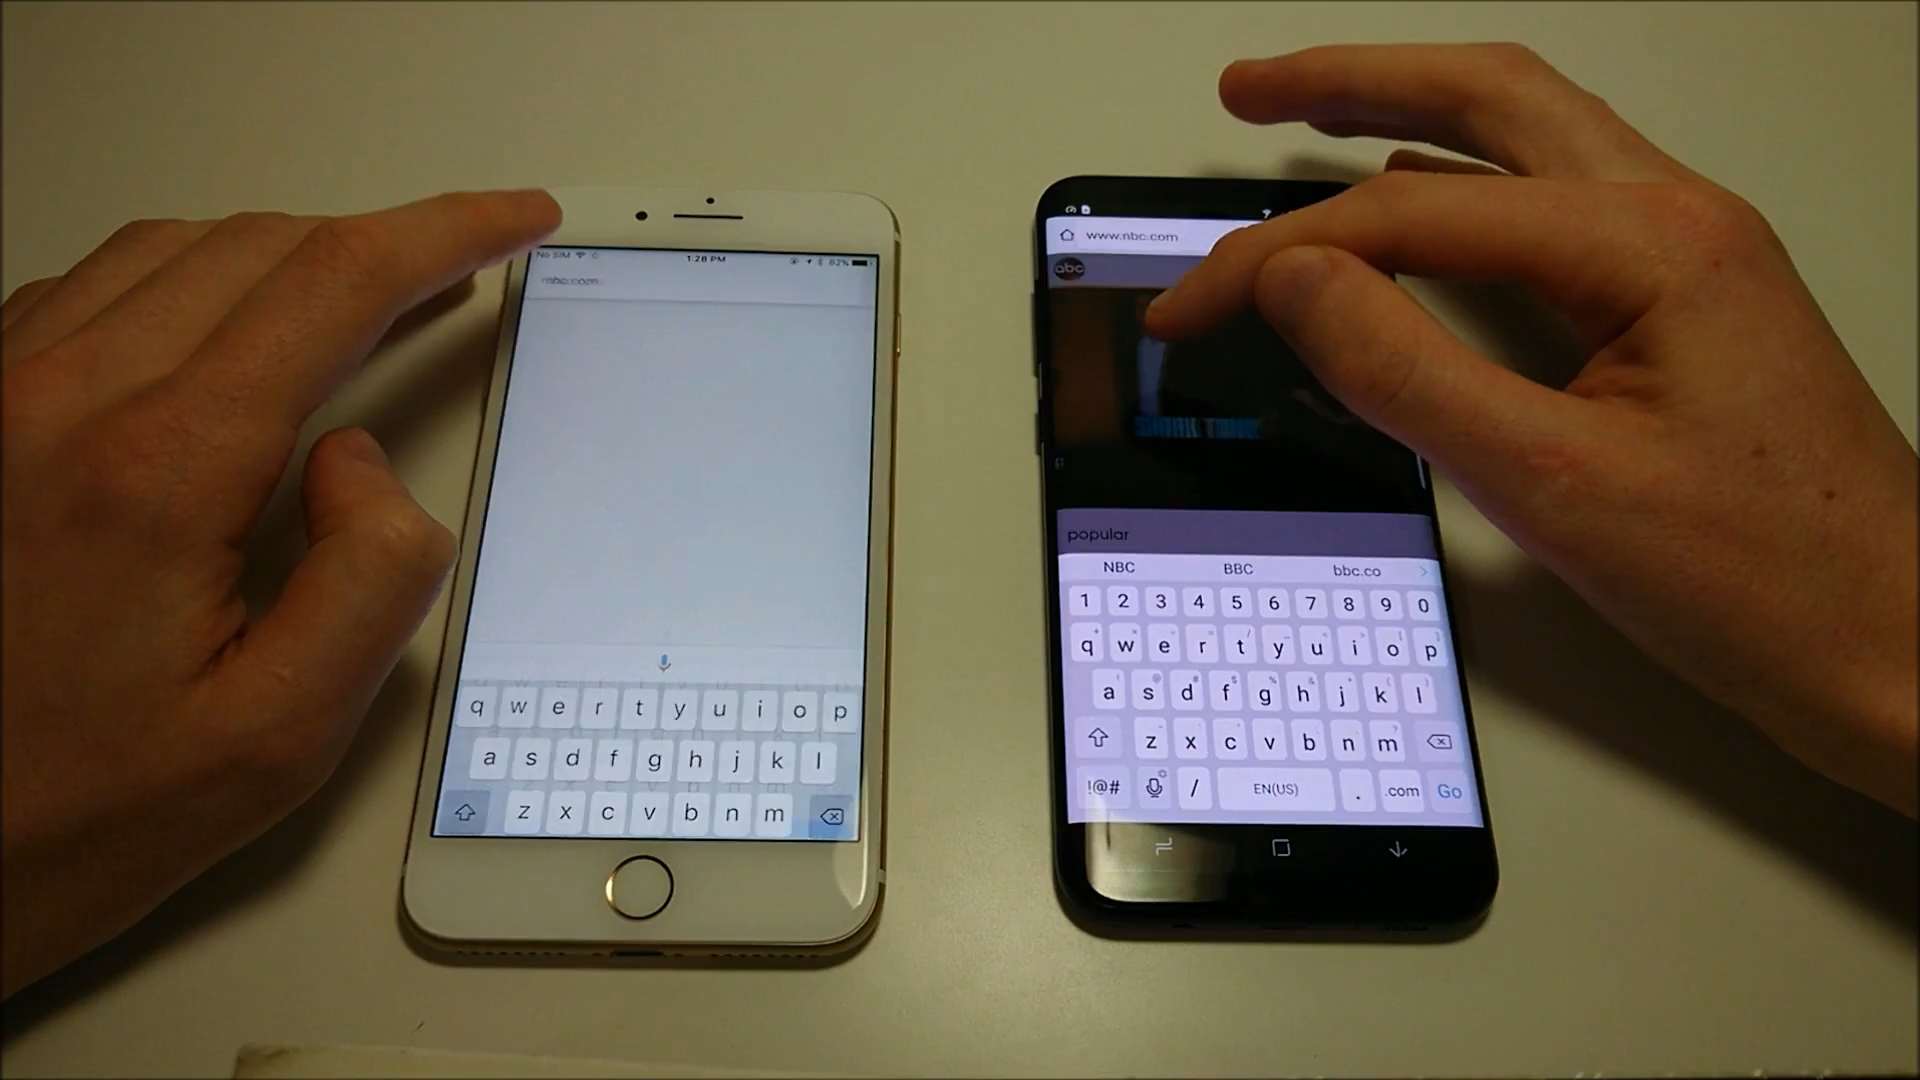 No SIM 1:28 PM 62%
nbc.com
q w e r t y u i o p
a s d f g h j k l
z x c v b n m
www.nbc.com
abc
popular
NBC BBC bbc.co
1 2 3 4 5 6 7 8 9 0
q w e r t y u i o p
a s d f g h j k l
z x c v b n m
!@# / EN(US) . .com Go